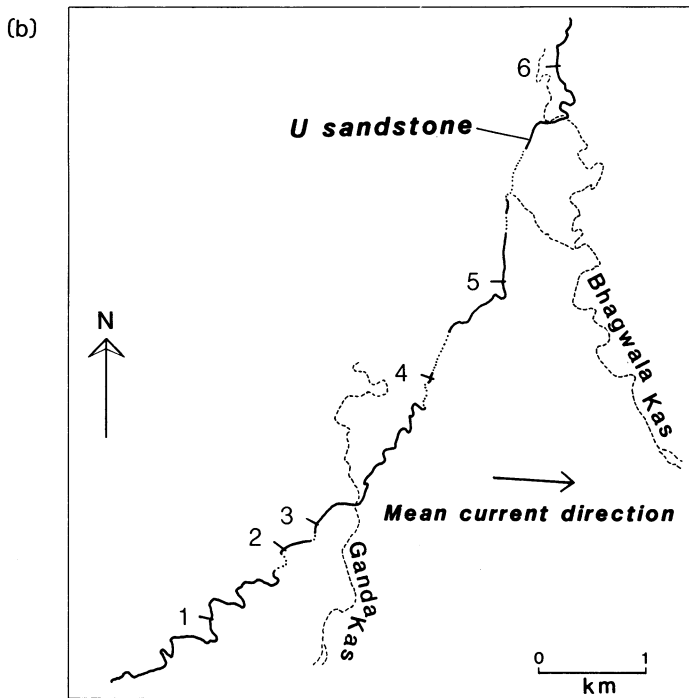 (b)
6
U sandstone
5
Bhagwala Kas
N
4
Mean current direction
3
2
Ganda Kas
1
0 1
km